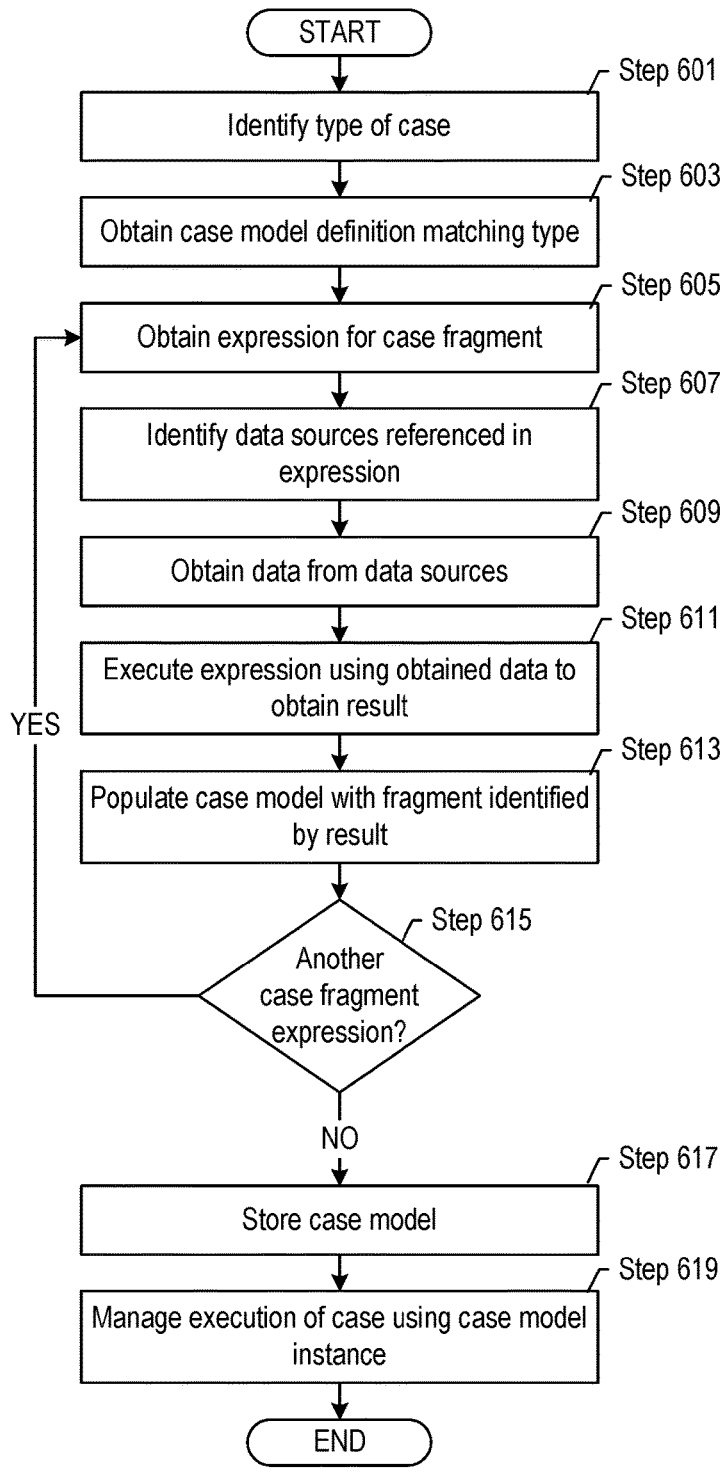 START
Step 601
Identify type of case
Step 603
Obtain case model definition matching type
Step 605
Obtain expression for case fragment
Step 607
Identify data sources referenced in
expression
Step 609
Obtain data from data sources
Step 611
Execute expression using obtained data to
obtain result
YES
Step 613
Populate case model with fragment identified
by result
Step 615
Another
case fragment
expression?
NO
Step 617
Store case model
Step 619
Manage execution of case using case model
instance
END